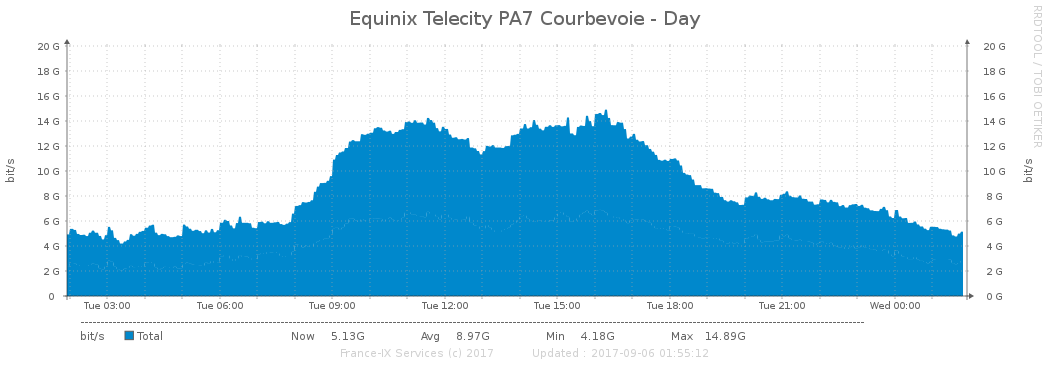 Equinix Telecity PA7 Courbevoie - Day
RRDTOOL / TOBI OETIKER
20 G 20 G
18 G 18 G
16 G 16 G
14 G 14 G
12 G 12 G
10 G 10 G
8 G 8 G
6 G 6 G
4 G 4 G
2 G 2 G
0 0 G
bit/s
bit/s
Tue 03:00 Tue 06:00 Tue 09:00 Tue 12:00 Tue 15:00 Tue 18:00 Tue 21:00 Wed 00:00
bit/s Total Now 5.13G Avg 8.97G Min 4.18G Max 14.89G
France-IX Services (c) 2017 Updated : 2017-09-06 01:55:12